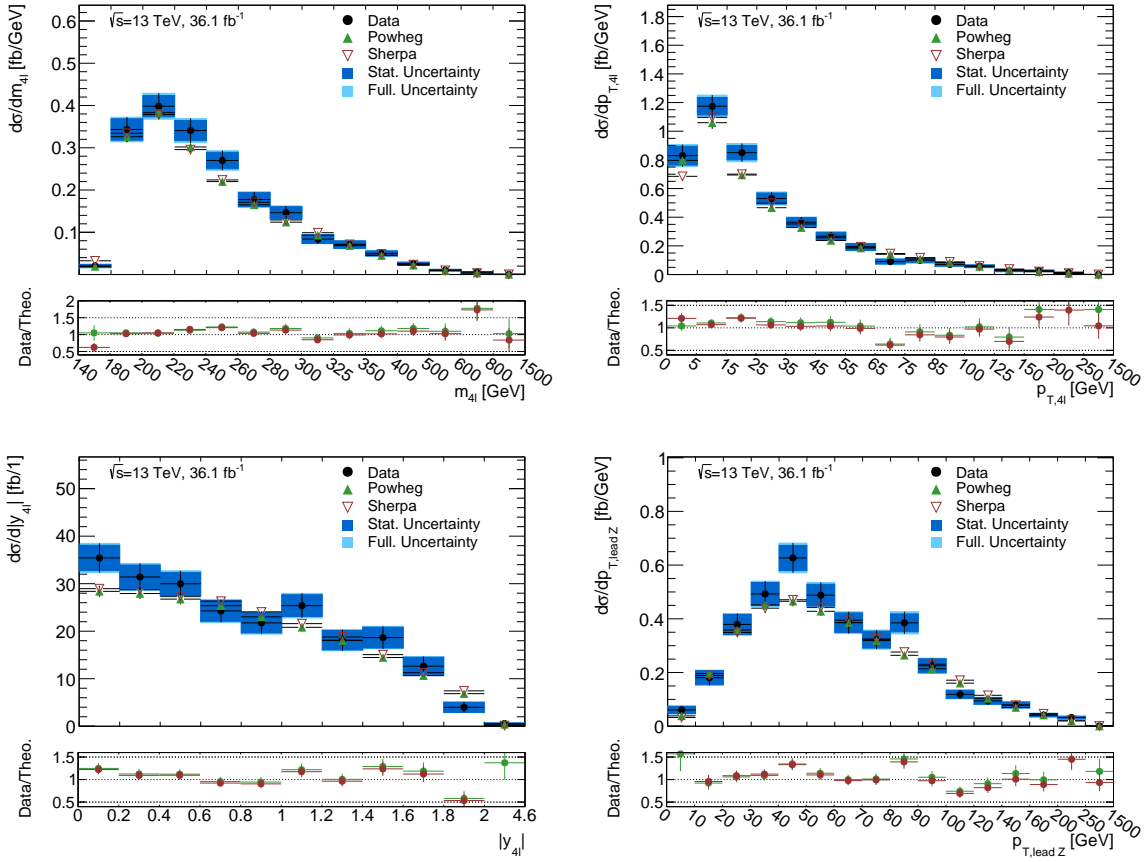 √s=13 TeV, 36.1 fb⁻¹
Data
Powheg
Sherpa
Stat. Uncertainty
Full. Uncertainty
dσ/dm4l [fb/GeV]
0.6
0.5
0.4
0.3
0.2
0.1
Data/Theo.
2
1.5
1
0.5
140 180 200 220 240 260 280 300 325 350 400 500 600 800 1500
m4l [GeV]
√s=13 TeV, 36.1 fb⁻¹
Data
Powheg
Sherpa
Stat. Uncertainty
Full. Uncertainty
dσ/dpT,4l [fb/GeV]
1.8
1.6
1.4
1.2
1
0.8
0.6
0.4
0.2
0
Data/Theo.
1.5
1
0.5
0 5 15 25 35 45 55 65 75 85 100 125 150 200 250 1500
pT,4l [GeV]
√s=13 TeV, 36.1 fb⁻¹
Data
Powheg
Sherpa
Stat. Uncertainty
Full. Uncertainty
dσ/d|y4l| [fb/1]
50
40
30
20
10
0
Data/Theo.
1.5
1
0.5
0 0.2 0.4 0.6 0.8 1 1.2 1.4 1.6 1.8 2 4.6
|y4l|
√s=13 TeV, 36.1 fb⁻¹
Data
Powheg
Sherpa
Stat. Uncertainty
Full. Uncertainty
dσ/dpT,lead Z [fb/GeV]
1
0.8
0.6
0.4
0.2
0
Data/Theo.
1.5
1
0.5
0 10 20 30 40 50 60 70 80 90 100 120 140 160 200 250 1500
pT,lead Z [GeV]